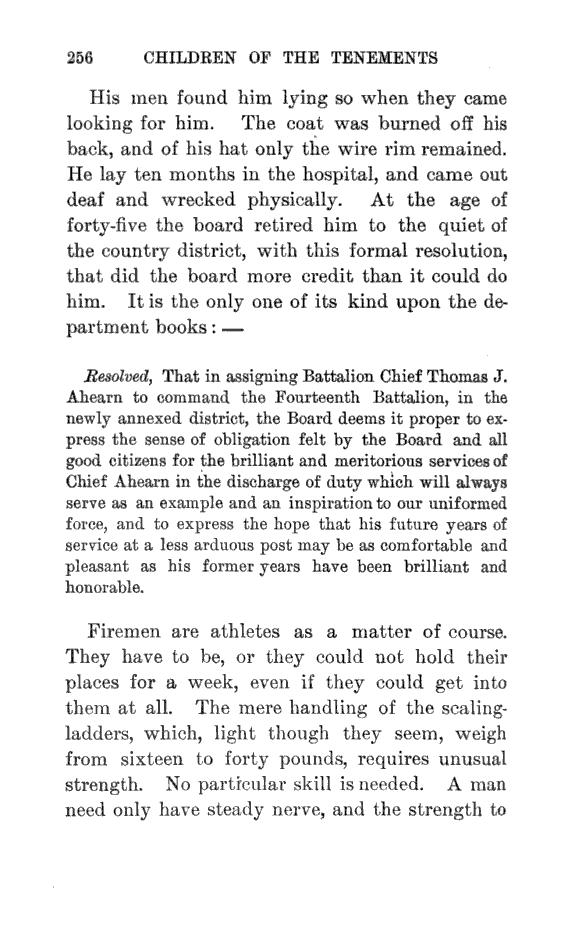 256 CHILDREN OF THE TENEMENTS
His men found him lying so when they came
looking for him. The coat was burned off his
back, and of his hat only the wire rim remained.
He lay ten months in the hospital, and came out
deaf and wrecked physically. At the age of
forty-five the board retired him to the quiet of
the country district, with this formal resolution,
that did the board more credit than it could do
him. It is the only one of its kind upon the de-
partment books: —
Resolved, That in assigning Battalion Chief Thomas J.
Ahearn to command the Fourteenth Battalion, in the
newly annexed district, the Board deems it proper to ex-
press the sense of obligation felt by the Board and all
good citizens for the brilliant and meritorious services of
Chief Ahearn in the discharge of duty which will always
serve as an example and an inspiration to our uniformed
force, and to express the hope that his future years of
service at a less arduous post may be as comfortable and
pleasant as his former years have been brilliant and
honorable.
Firemen are athletes as a matter of course.
They have to be, or they could not hold their
places for a week, even if they could get into
them at all. The mere handling of the scaling-
ladders, which, light though they seem, weigh
from sixteen to forty pounds, requires unusual
strength. No particular skill is needed. A man
need only have steady nerve, and the strength to